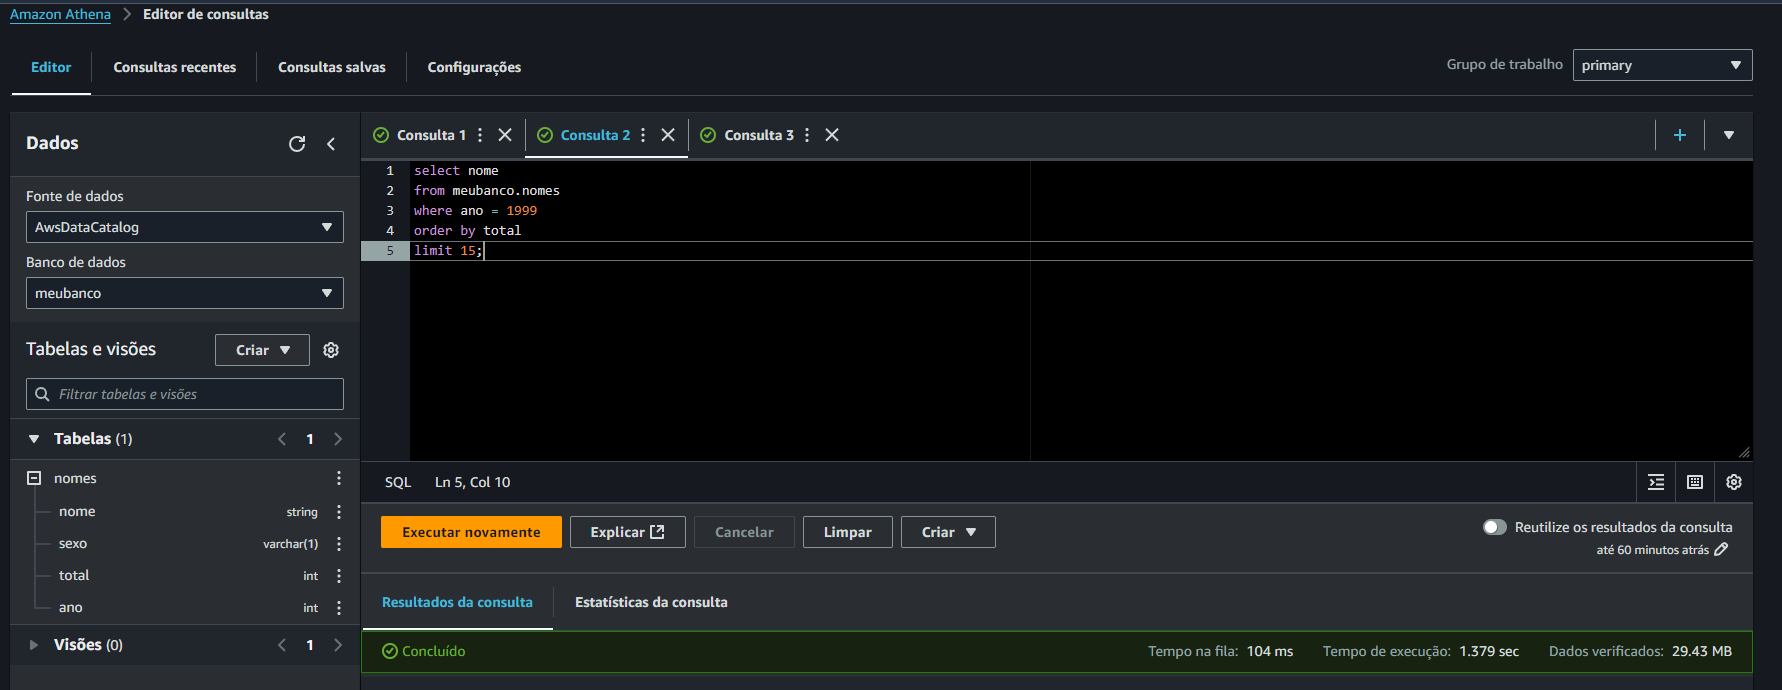 Amazon Athena > Editor de consultas
Editor Consultas recentes Consultas salvas Configurações
Grupo de trabalho primary
Dados
Fonte de dados
AwsDataCatalog
Banco de dados
meubanco
Tabelas e visões Criar
Filtrar tabelas e visões
Tabelas (1) 1
nomes
nome string
sexo varchar(1)
total int
ano int
Visões (0) 1
Consulta 1 Consulta 2 Consulta 3
1 select nome
2 from meubanco.nomes
3 where ano = 1999
4 order by total
5 limit 15;
SQL Ln 5, Col 10
Executar novamente Explicar Cancelar Limpar Criar
Reutilize os resultados da consulta
até 60 minutos atrás
Resultados da consulta Estatísticas da consulta
Concluído Tempo na fila: 104 ms Tempo de execução: 1.379 sec Dados verificados: 29.43 MB